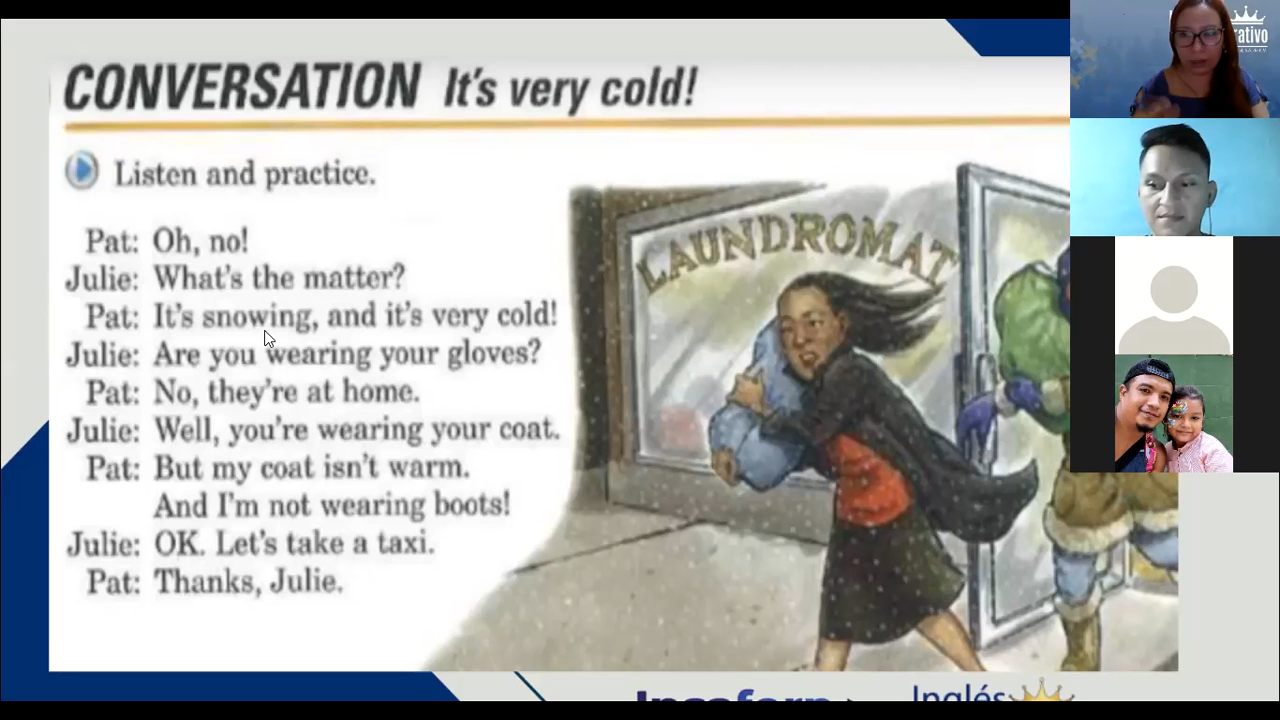 CONVERSATION It's very cold!
Listen and practice.
Pat: Oh, no!
Julie: What's the matter?
Pat: It's snowing, and it's very cold!
Julie: Are you wearing your gloves?
Pat: No, they're at home.
Julie: Well, you're wearing your coat.
Pat: But my coat isn't warm.
And I'm not wearing boots!
Julie: OK. Let's take a taxi.
Pat: Thanks, Julie.
LAUNDROMAT
Inglés